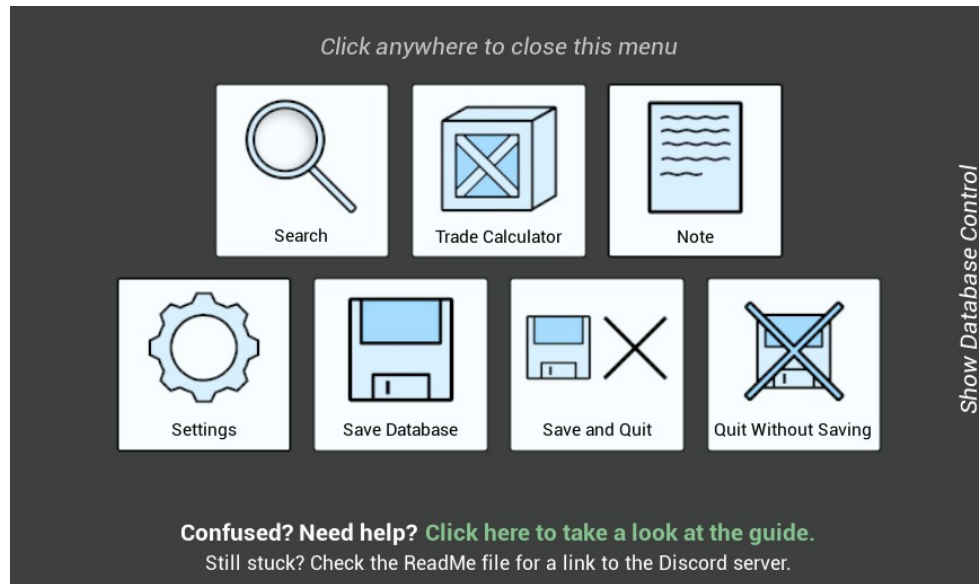 Click anywhere to close this menu
Search
Trade Calculator
Note
Show Database Control
Settings
Save Database
Save and Quit
Quit Without Saving
Confused? Need help? Click here to take a look at the guide.
Still stuck? Check the ReadMe file for a link to the Discord server.